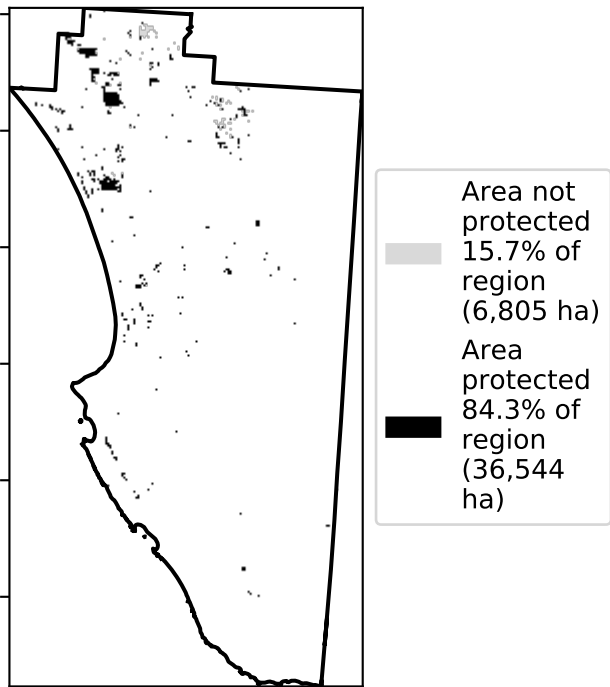 Area not
protected
15.7% of
region
(6,805 ha)
Area
protected
84.3% of
region
(36,544
ha)